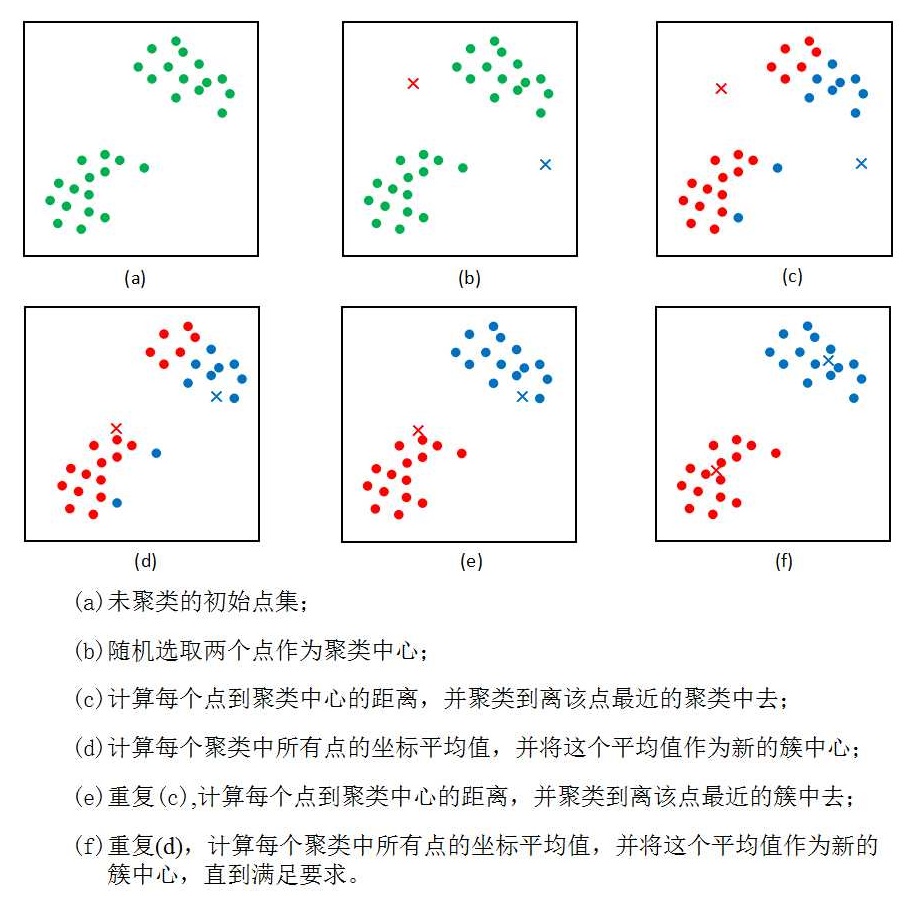 (a)
(b)
(c)
(d)
(e)
(f)
(a)未聚类的初始点集；
(b)随机选取两个点作为聚类中心；
(c)计算每个点到聚类中心的距离，并聚类到离该点最近的聚类中去；
(d)计算每个聚类中所有点的坐标平均值，并将这个平均值作为新的簇中心；
(e)重复(c),计算每个点到聚类中心的距离，并聚类到离该点最近的簇中去；
(f)重复(d)，计算每个聚类中所有点的坐标平均值，并将这个平均值作为新的
簇中心，直到满足要求。